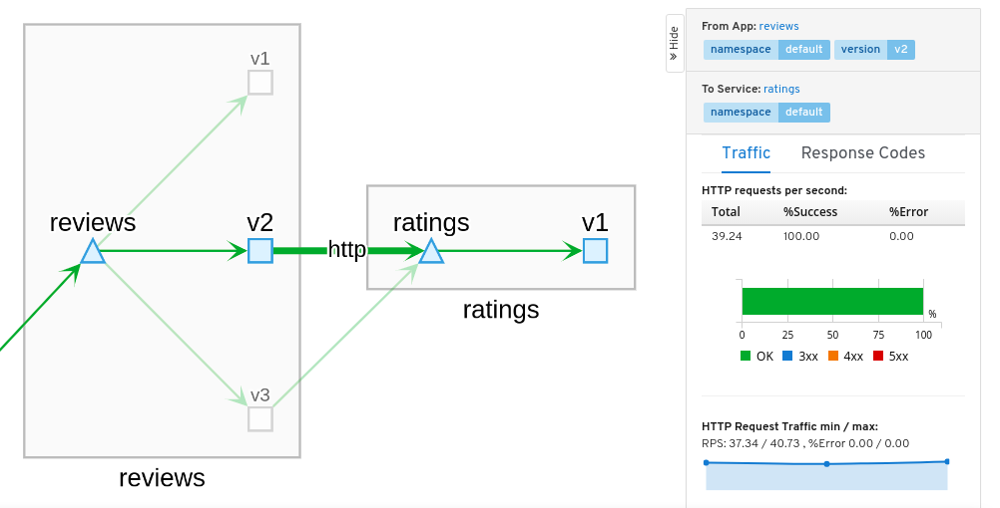 v1
reviews
v2
http
ratings
v1
ratings
v3
reviews
Hide
From App: reviews
namespace default version v2
To Service: ratings
namespace default
Traffic Response Codes
HTTP requests per second:
Total %Success %Error
39.24 100.00 0.00
%
0 25 50 75 100
OK 3xx 4xx 5xx
HTTP Request Traffic min / max:
RPS: 37.34 / 40.73 , %Error 0.00 / 0.00